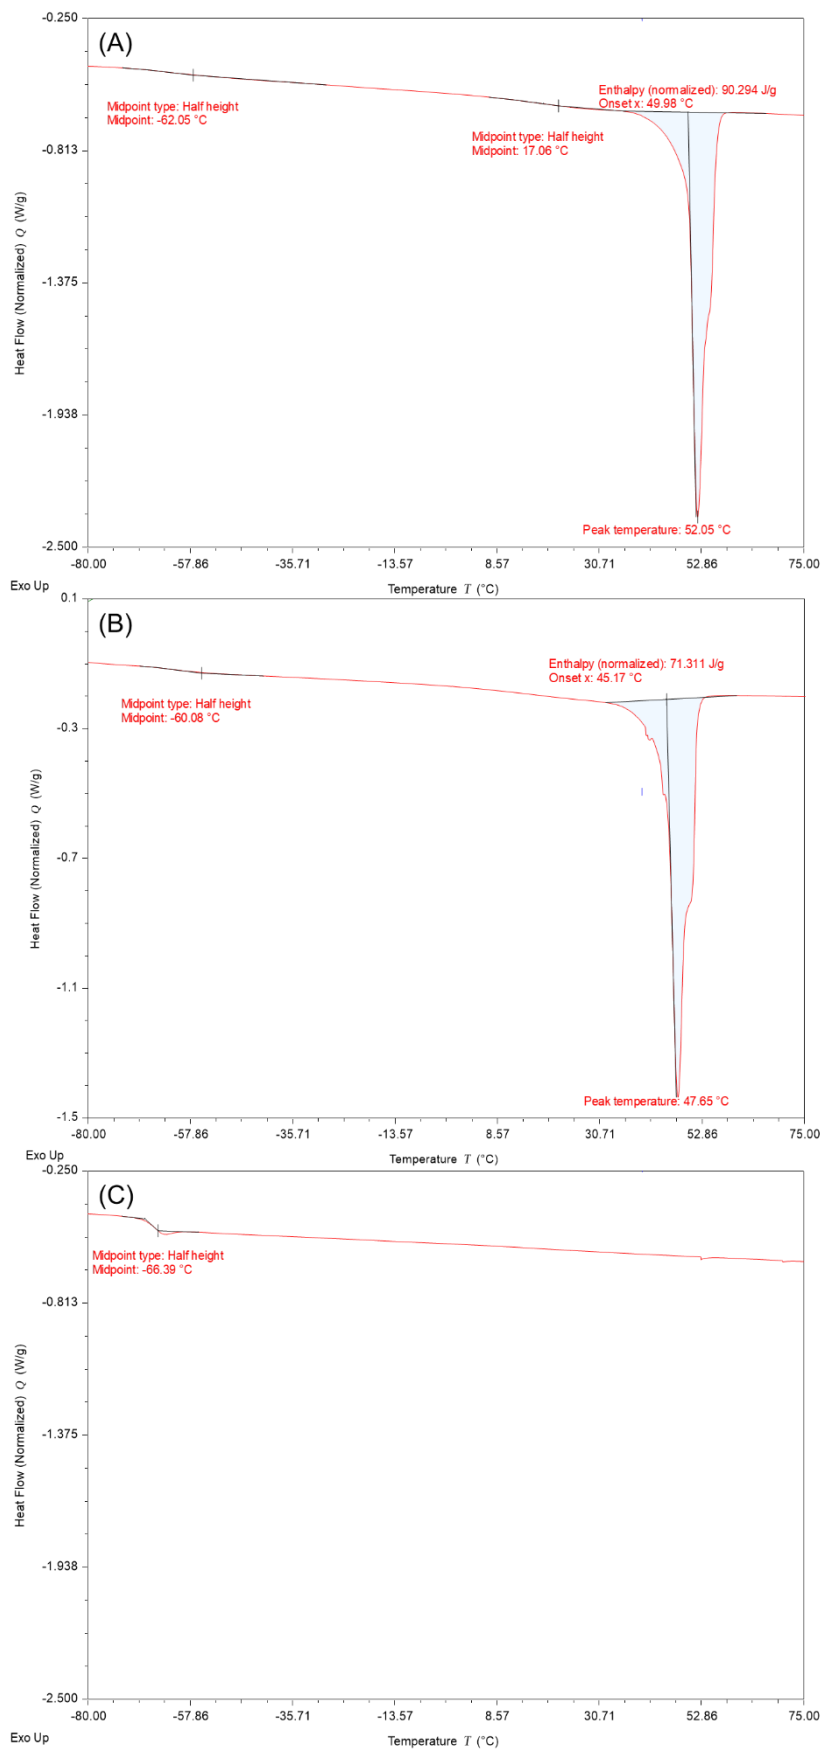 (A)
-0.250
-0.813
-1.375
-1.938
-2.500
Heat Flow (Normalized) Q (W/g)
Midpoint type: Half height
Midpoint: -62.05 °C
Midpoint type: Half height
Midpoint: 17.06 °C
Enthalpy (normalized): 90.294 J/g
Onset x: 49.98 °C
Peak temperature: 52.05 °C
-80.00 -57.86 -35.71 -13.57 8.57 30.71 52.86 75.00
Exo Up
Temperature T (°C)
(B)
0.1
-0.3
-0.7
-1.1
-1.5
Heat Flow (Normalized) Q (W/g)
Enthalpy (normalized): 71.311 J/g
Onset x: 45.17 °C
Midpoint type: Half height
Midpoint: -60.08 °C
Peak temperature: 47.65 °C
-80.00 -57.86 -35.71 -13.57 8.57 30.71 52.86 75.00
Exo Up
Temperature T (°C)
(C)
-0.250
-0.813
-1.375
-1.938
-2.500
Heat Flow (Normalized) Q (W/g)
Midpoint type: Half height
Midpoint: -66.39 °C
-80.00 -57.86 -35.71 -13.57 8.57 30.71 52.86 75.00
Exo Up
Temperature T (°C)